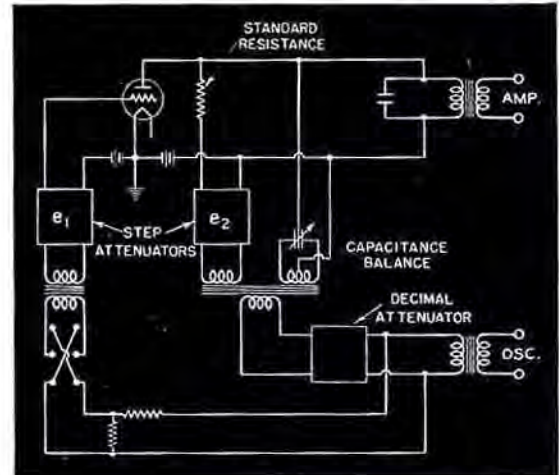 STANDARD
RESISTANCE
AMP.
e₁
STEP
ATTENUATORS
e₂
CAPACITANCE
BALANCE
DECIMAL
ATTENUATOR
OSC.